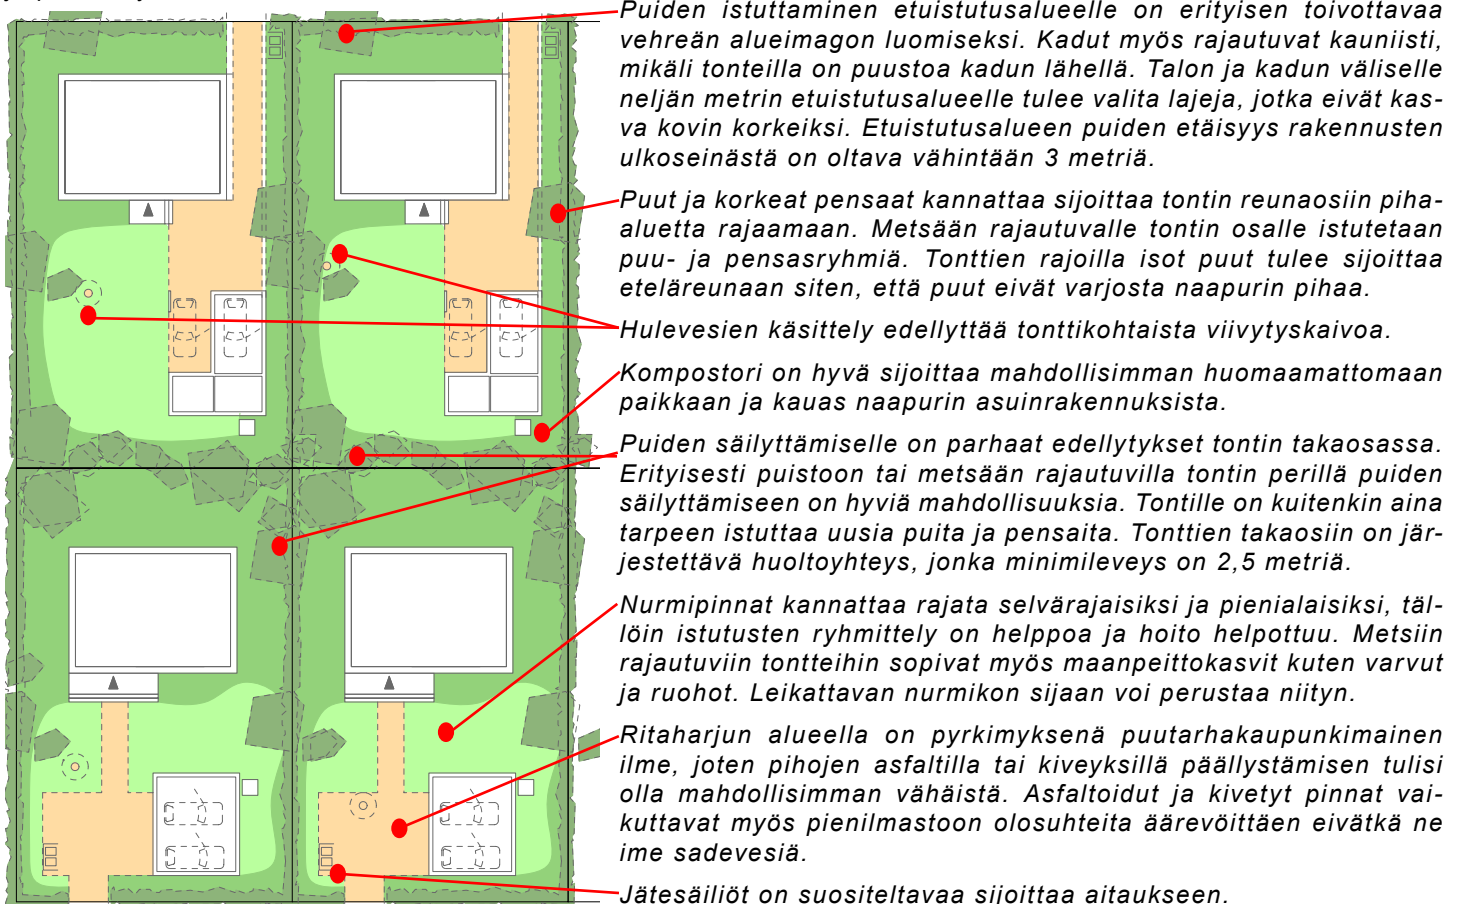 Puiden istuttaminen etuistutusalueelle on erityisen toivottavaa
vehreän alueimagon luomiseksi. Kadut myös rajautuvat kauniisti,
mikäli tonteilla on puustoa kadun lähellä. Talon ja kadun väliselle
neljän metrin etuistutusalueelle tulee valita lajeja, jotka eivät kas-
va kovin korkeiksi. Etuistutusalueen puiden etäisyys rakennusten
ulkoseinästä on oltava vähintään 3 metriä.
Puut ja korkeat pensaat kannattaa sijoittaa tontin reunaosiin piha-
aluetta rajaamaan. Metsään rajautuvalle tontin osalle istutetaan
puu- ja pensasryhmiä. Tonttien rajoilla isot puut tulee sijoittaa
eteläreunaan siten, että puut eivät varjosta naapurin pihaa.
Hulevesien käsittely edellyttää tonttikohtaista viivytyskaivoa.
Kompostori on hyvä sijoittaa mahdollisimman huomaamattomaan
paikkaan ja kauas naapurin asuinrakennuksista.
Puiden säilyttämiselle on parhaat edellytykset tontin takaosassa.
Erityisesti puistoon tai metsään rajautuvilla tontin perillä puiden
säilyttämiseen on hyviä mahdollisuuksia. Tontille on kuitenkin aina
tarpeen istuttaa uusia puita ja pensaita. Tonttien takaosiin on jär-
jestettävä huoltoyhteys, jonka minimileveys on 2,5 metriä.
Nurmipinnat kannattaa rajata selvärajaisiksi ja pienialaisiksi, täl-
löin istutusten ryhmittely on helppoa ja hoito helpottuu. Metsiin
rajautuviin tontteihin sopivat myös maanpeittokasvit kuten varvut
ja ruohot. Leikattavan nurmikon sijaan voi perustaa niityn.
Ritaharjun alueella on pyrkimyksenä puutarhakaupunkimainen
ilme, joten pihojen asfaltilla tai kiveyksillä päällystämisen tulisi
olla mahdollisimman vähäistä. Asfaltoidut ja kivetyt pinnat vai-
kuttavat myös pienilmastoon olosuhteita äärevöittäen eivätkä ne
ime sadevesiä.
Jätesäiliöt on suositeltavaa sijoittaa aitaukseen.